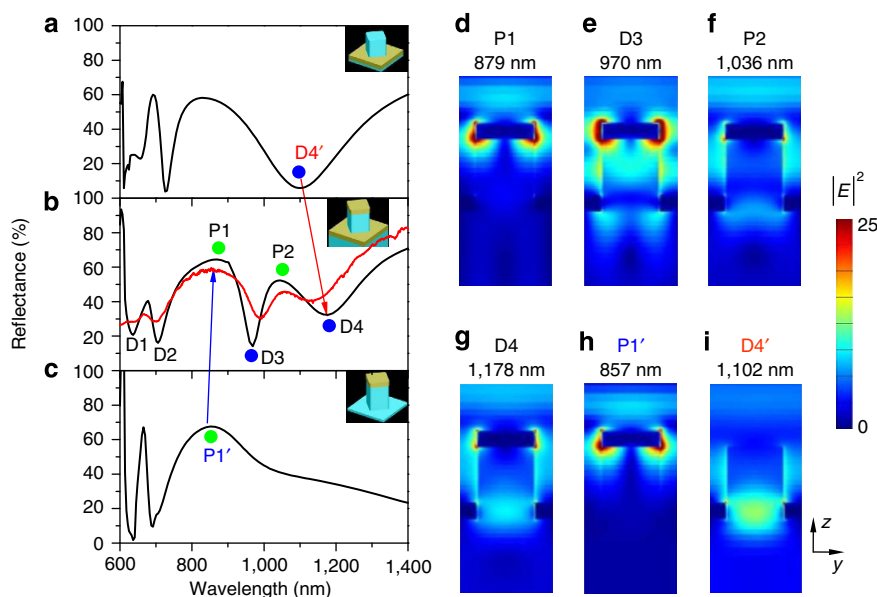 a
100
80
60
40
20
D4′
b
100
80
60
40
20
P1
P2
D1
D2
D3
D4
c
100
80
60
40
20
0
P1′
600
800
1,000
1,200
1,400
Wavelength (nm)
Reflectance (%)
d
P1
879 nm
e
D3
970 nm
f
P2
1,036 nm
g
D4
1,178 nm
h
P1′
857 nm
i
D4′
1,102 nm
|E|²
25
0
z
y